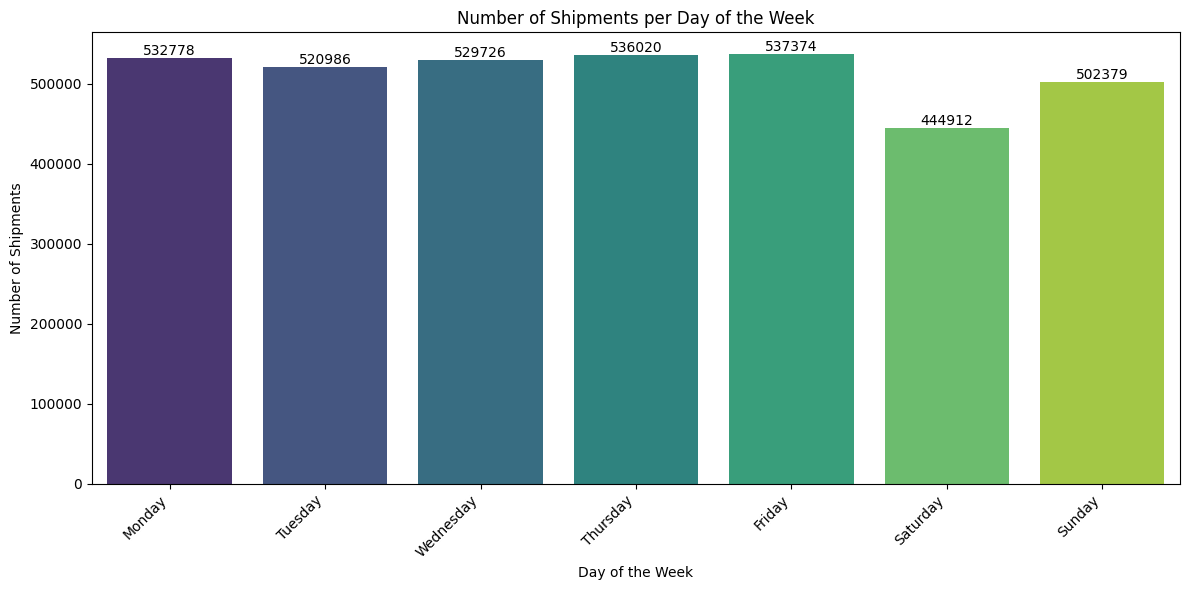 Number of Shipments per Day of the Week
Number of Shipments
500000
400000
300000
200000
100000
0
532778
520986
529726
536020
537374
444912
502379
Monday
Tuesday
Wednesday
Thursday
Friday
Saturday
Sunday
Day of the Week